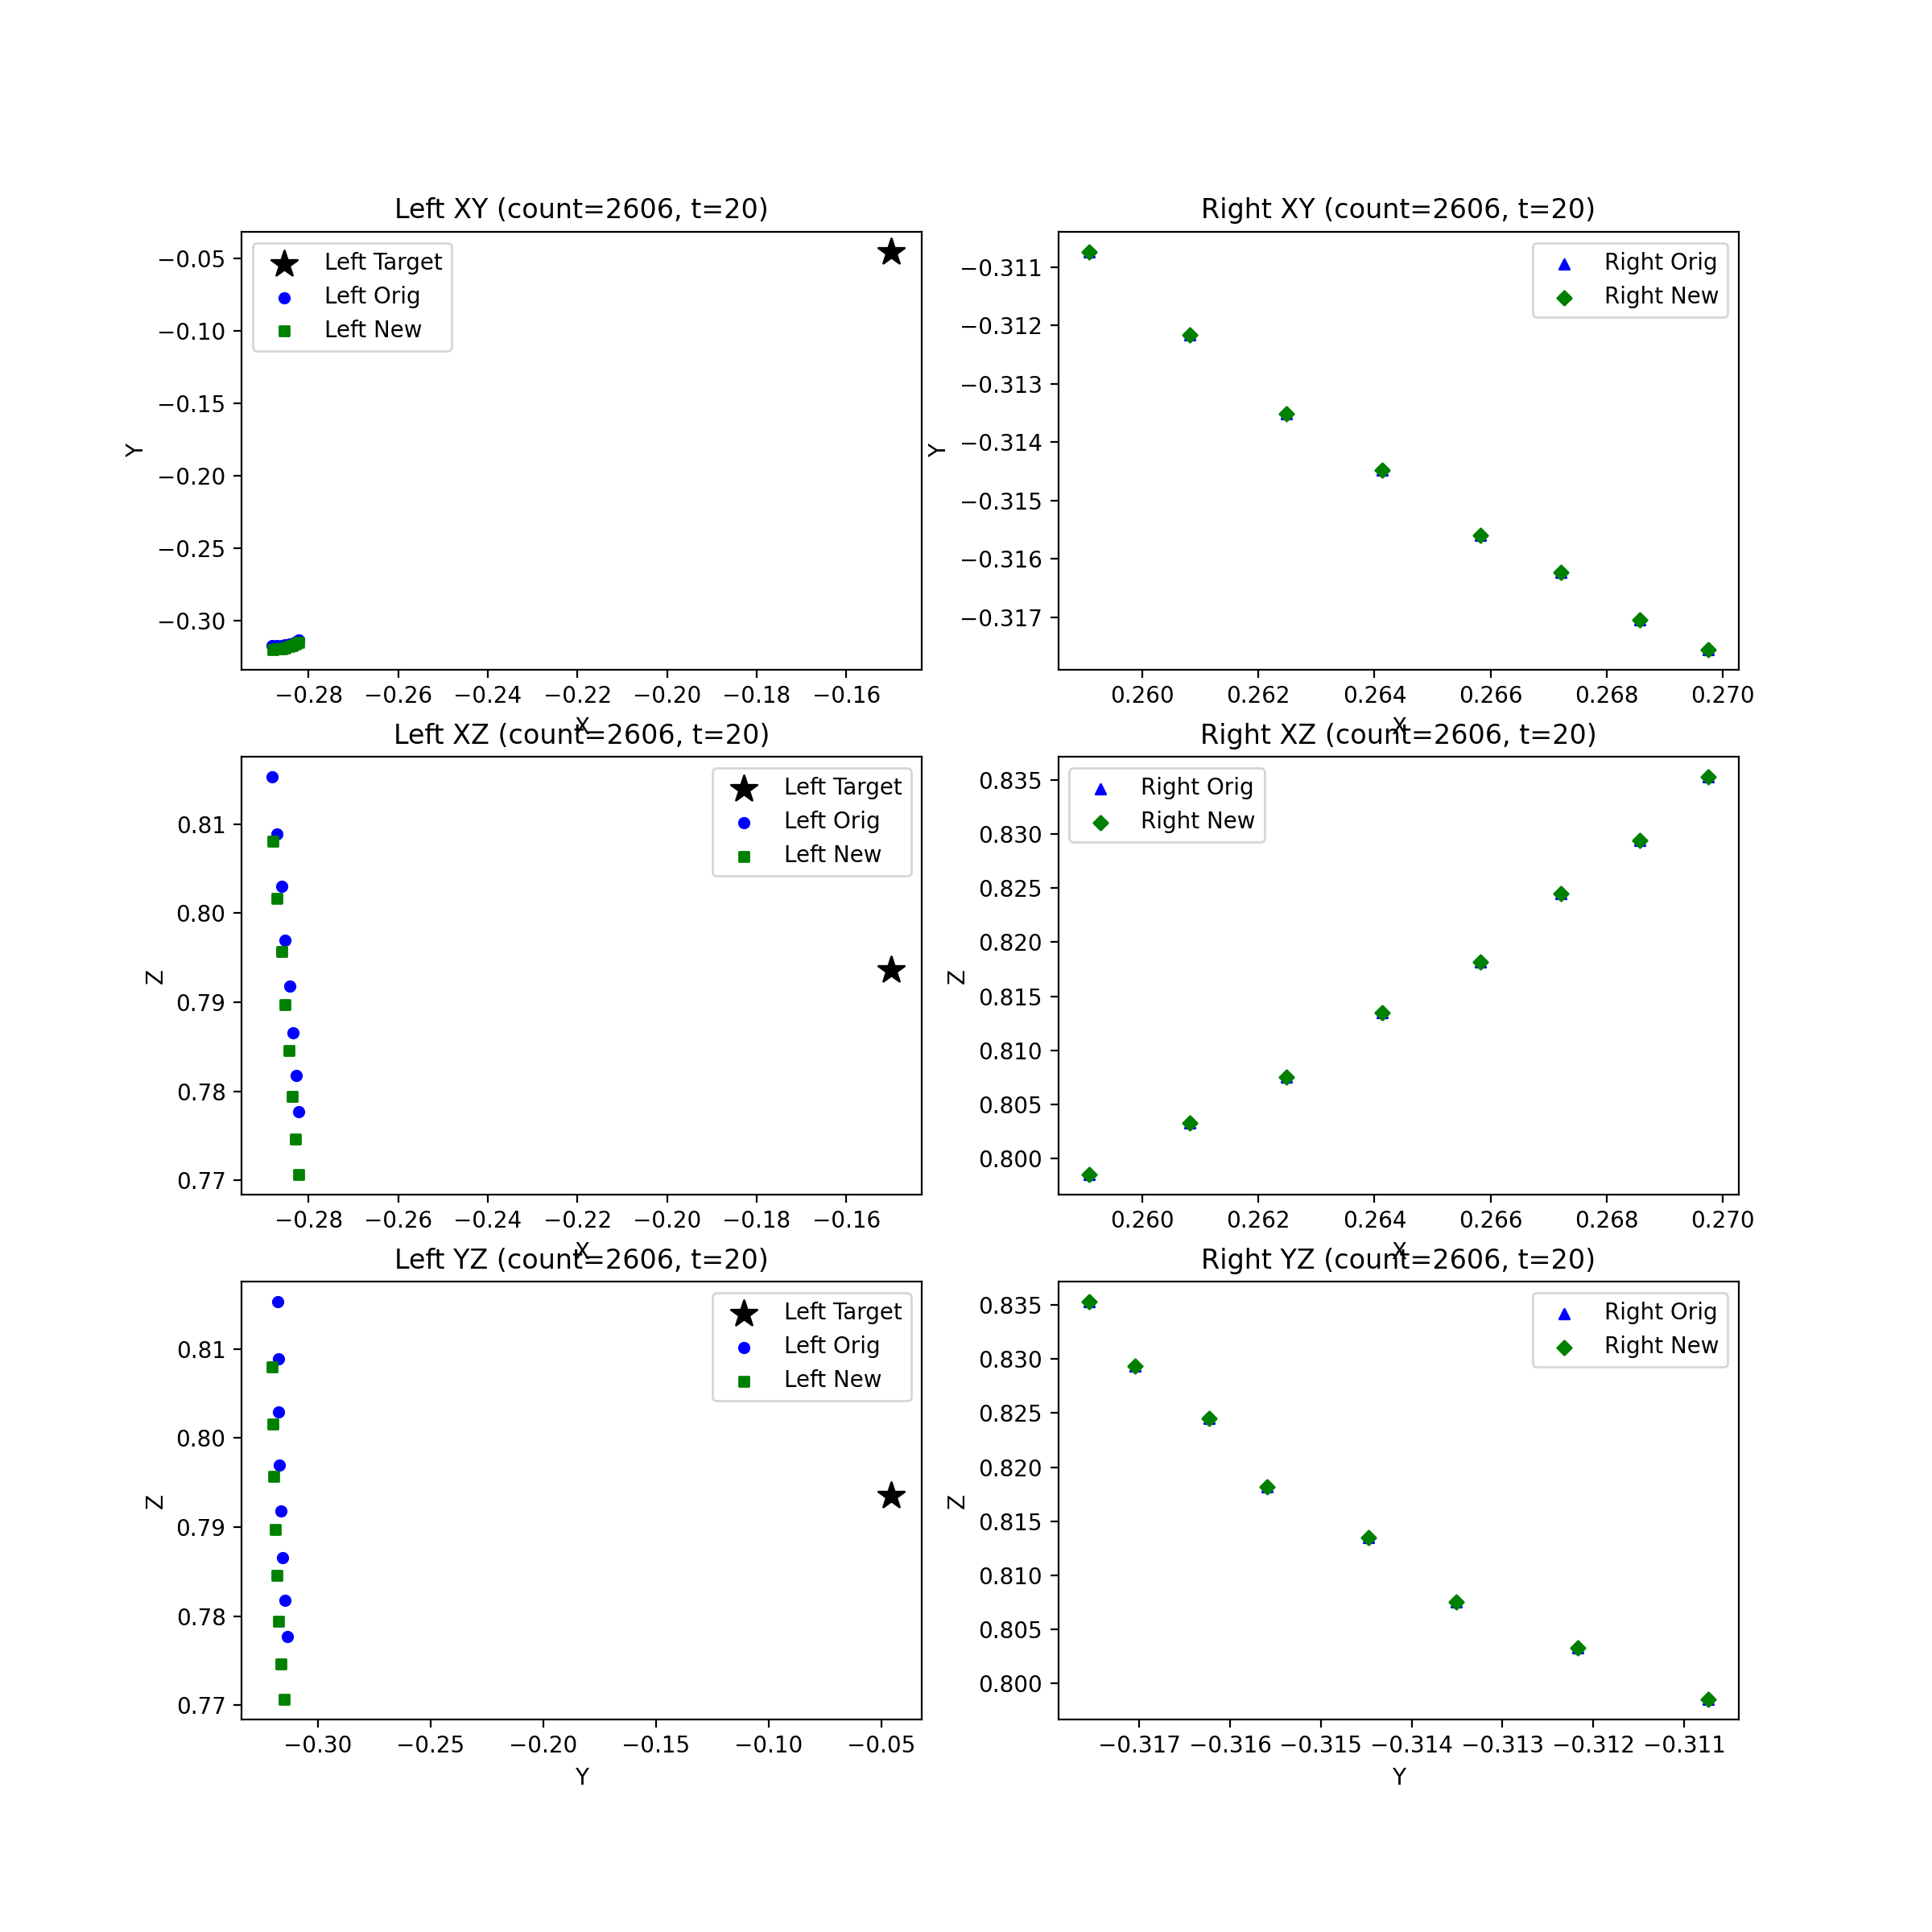 Left XY (count=2606, t=20)
Left Target
Left Orig
Left New
−0.05
−0.10
−0.15
−0.20
−0.25
−0.30
Y
−0.28 −0.26 −0.24 −0.22 −0.20 −0.18 −0.16
X
Right XY (count=2606, t=20)
Right Orig
Right New
−0.311
−0.312
−0.313
−0.314
−0.315
−0.316
−0.317
Y
0.260 0.262 0.264 0.266 0.268 0.270
X
Left XZ (count=2606, t=20)
Left Target
Left Orig
Left New
0.81
0.80
0.79
0.78
0.77
Z
−0.28 −0.26 −0.24 −0.22 −0.20 −0.18 −0.16
X
Right XZ (count=2606, t=20)
Right Orig
Right New
0.835
0.830
0.825
0.820
0.815
0.810
0.805
0.800
Z
0.260 0.262 0.264 0.266 0.268 0.270
X
Left YZ (count=2606, t=20)
Left Target
Left Orig
Left New
0.81
0.80
0.79
0.78
0.77
Z
−0.30 −0.25 −0.20 −0.15 −0.10 −0.05
Y
Right YZ (count=2606, t=20)
Right Orig
Right New
0.835
0.830
0.825
0.820
0.815
0.810
0.805
0.800
Z
−0.317 −0.316 −0.315 −0.314 −0.313 −0.312 −0.311
Y